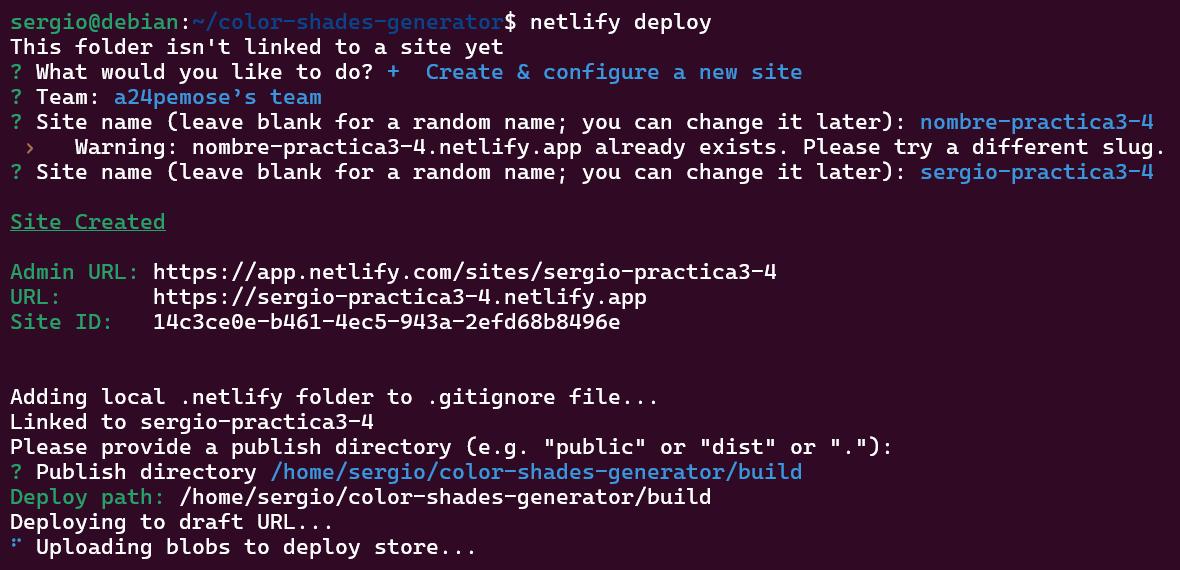 sergio@debian:~/color-shades-generator$ netlify deploy
This folder isn't linked to a site yet
? What would you like to do? +  Create & configure a new site
? Team: a24pemose’s team
? Site name (leave blank for a random name; you can change it later): nombre-practica3-4
 ›   Warning: nombre-practica3-4.netlify.app already exists. Please try a different slug.
? Site name (leave blank for a random name; you can change it later): sergio-practica3-4
Site Created
Admin URL: https://app.netlify.com/sites/sergio-practica3-4
URL:       https://sergio-practica3-4.netlify.app
Site ID:   14c3ce0e-b461-4ec5-943a-2efd68b8496e
Adding local .netlify folder to .gitignore file...
Linked to sergio-practica3-4
Please provide a publish directory (e.g. "public" or "dist" or "."):
? Publish directory /home/sergio/color-shades-generator/build
Deploy path: /home/sergio/color-shades-generator/build
Deploying to draft URL...
⠋ Uploading blobs to deploy store...